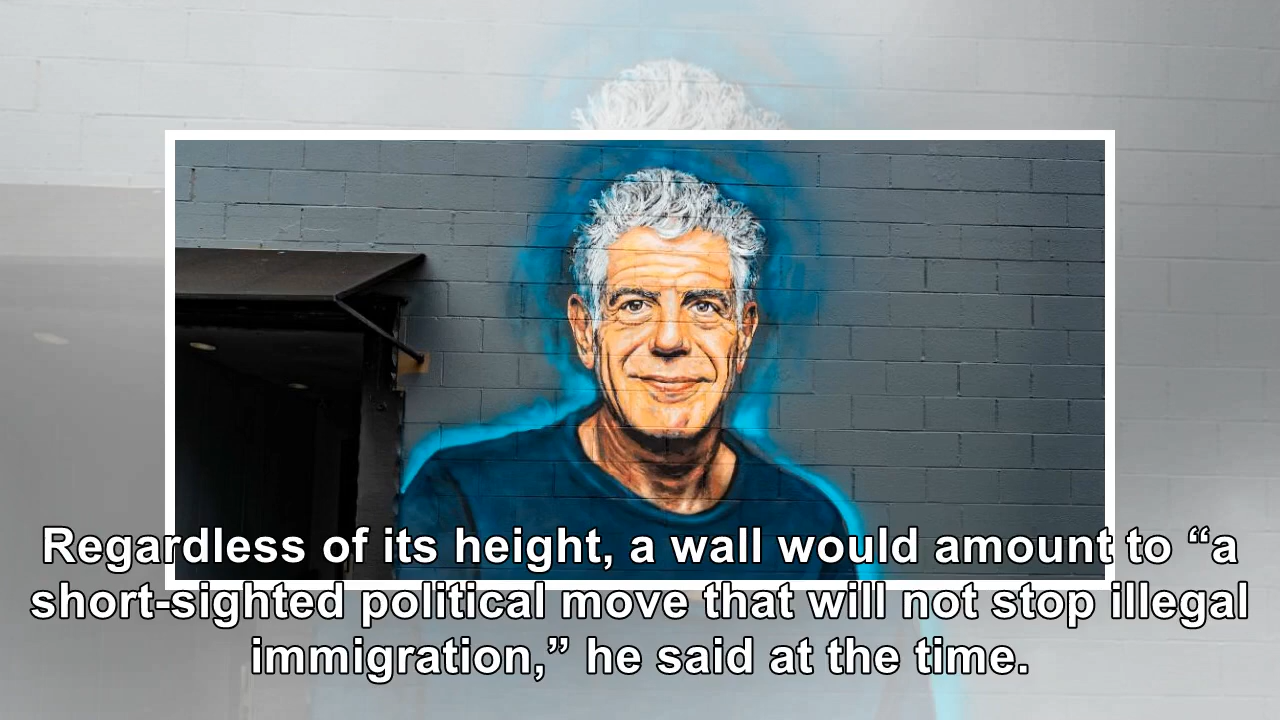 Regardless of its height, a wall would amount to “a
short-sighted political move that will not stop illegal
immigration,” he said at the time.